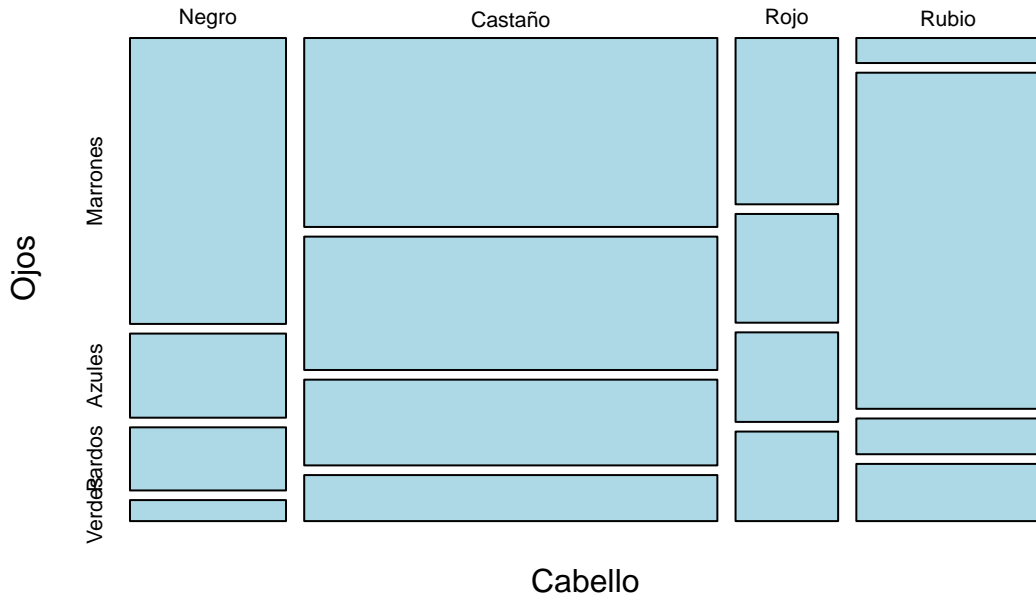 Negro Castaño Rojo Rubio
Marrones
Azules
Pardos
Verdes
Ojos
Cabello